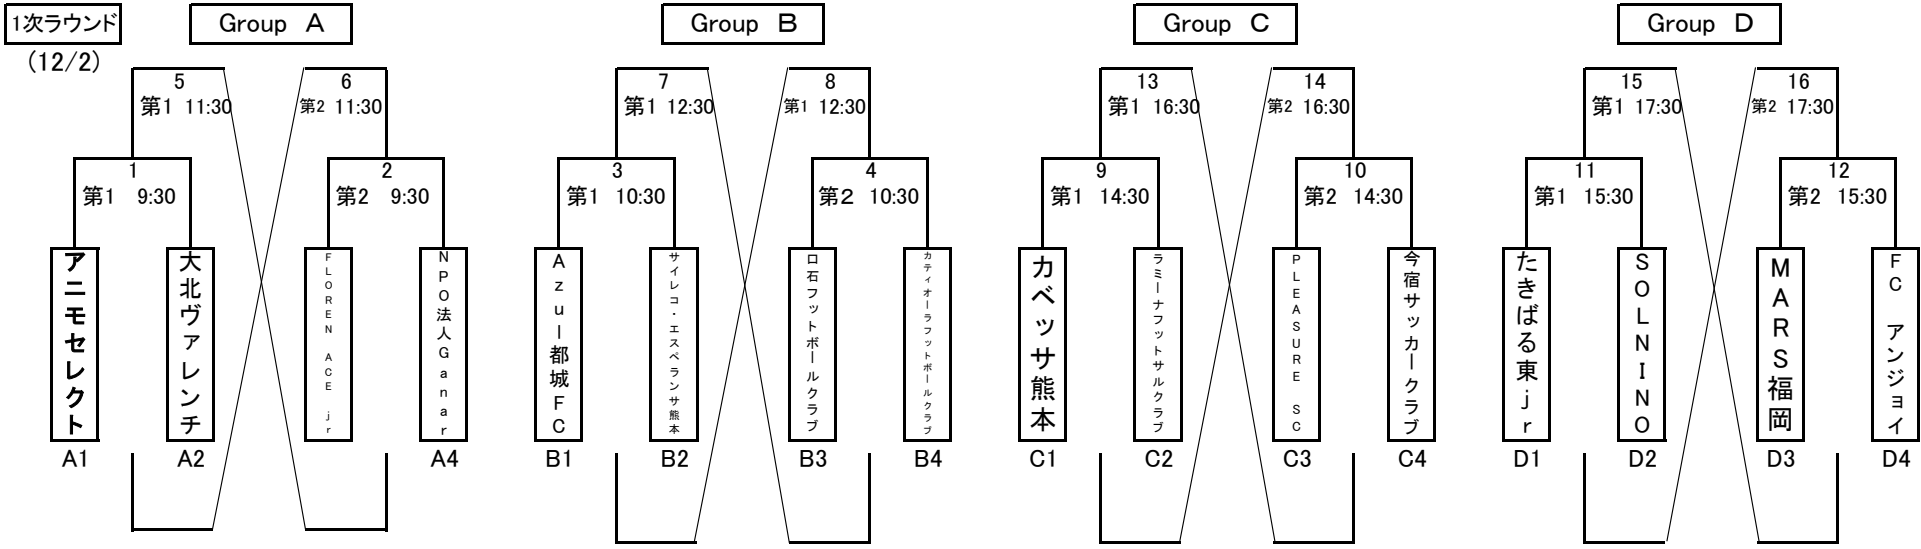 1次ラウンド
(12/2)
Group A
Group B
Group C
Group D
5
第1 11:30
6
第2 11:30
7
第1 12:30
8
第1 12:30
13
第1 16:30
14
第2 16:30
15
第1 17:30
16
第2 17:30
1
第1 9:30
2
第2 9:30
3
第1 10:30
4
第2 10:30
9
第1 14:30
10
第2 14:30
11
第1 15:30
12
第2 15:30
アニモセレクト
大北ヴァレンチ
FLOREN ACE jr
NPO法人Ganar
Azul都城FC
サイレコ・エスペランサ熊本
口石フットボールクラブ
カティオーラフットボールクラブ
カベッサ熊本
ラミーナフットサルクラブ
PLEASURE SC
今宿サッカークラブ
たきばる東jr
SOLNINO
MARS福岡
FC アンジョイ
A1
A2
A4
B1
B2
B3
B4
C1
C2
C3
C4
D1
D2
D3
D4